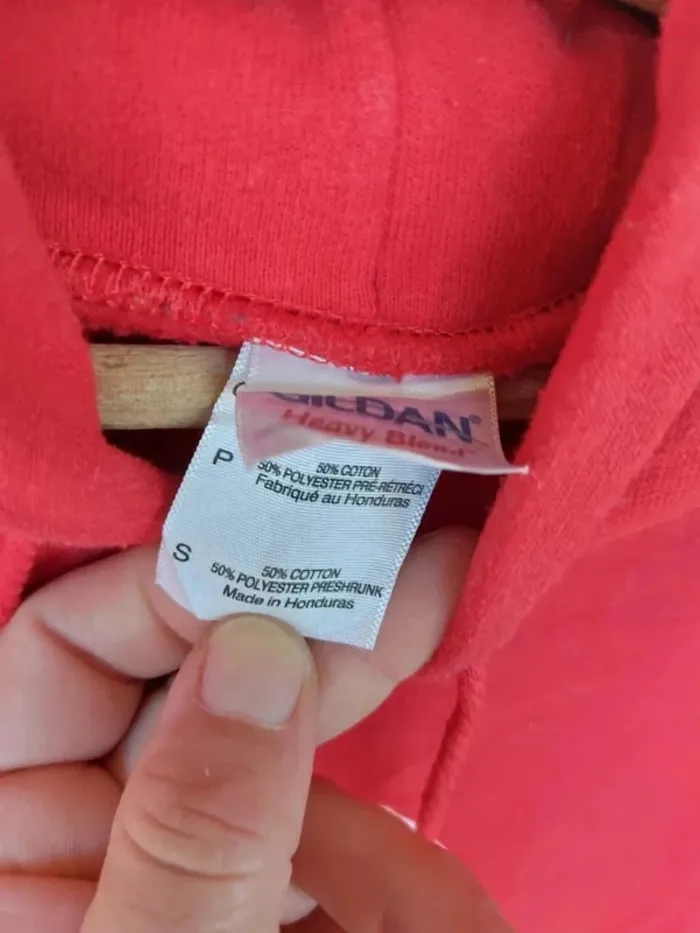 GILDAN®
Heavy Blend™
P
50% COTON
50% POLYESTER PRÉ-RÉTRÉCI
Fabriqué au Honduras
S
50% COTTON
50% POLYESTER PRESHRUNK
Made in Honduras